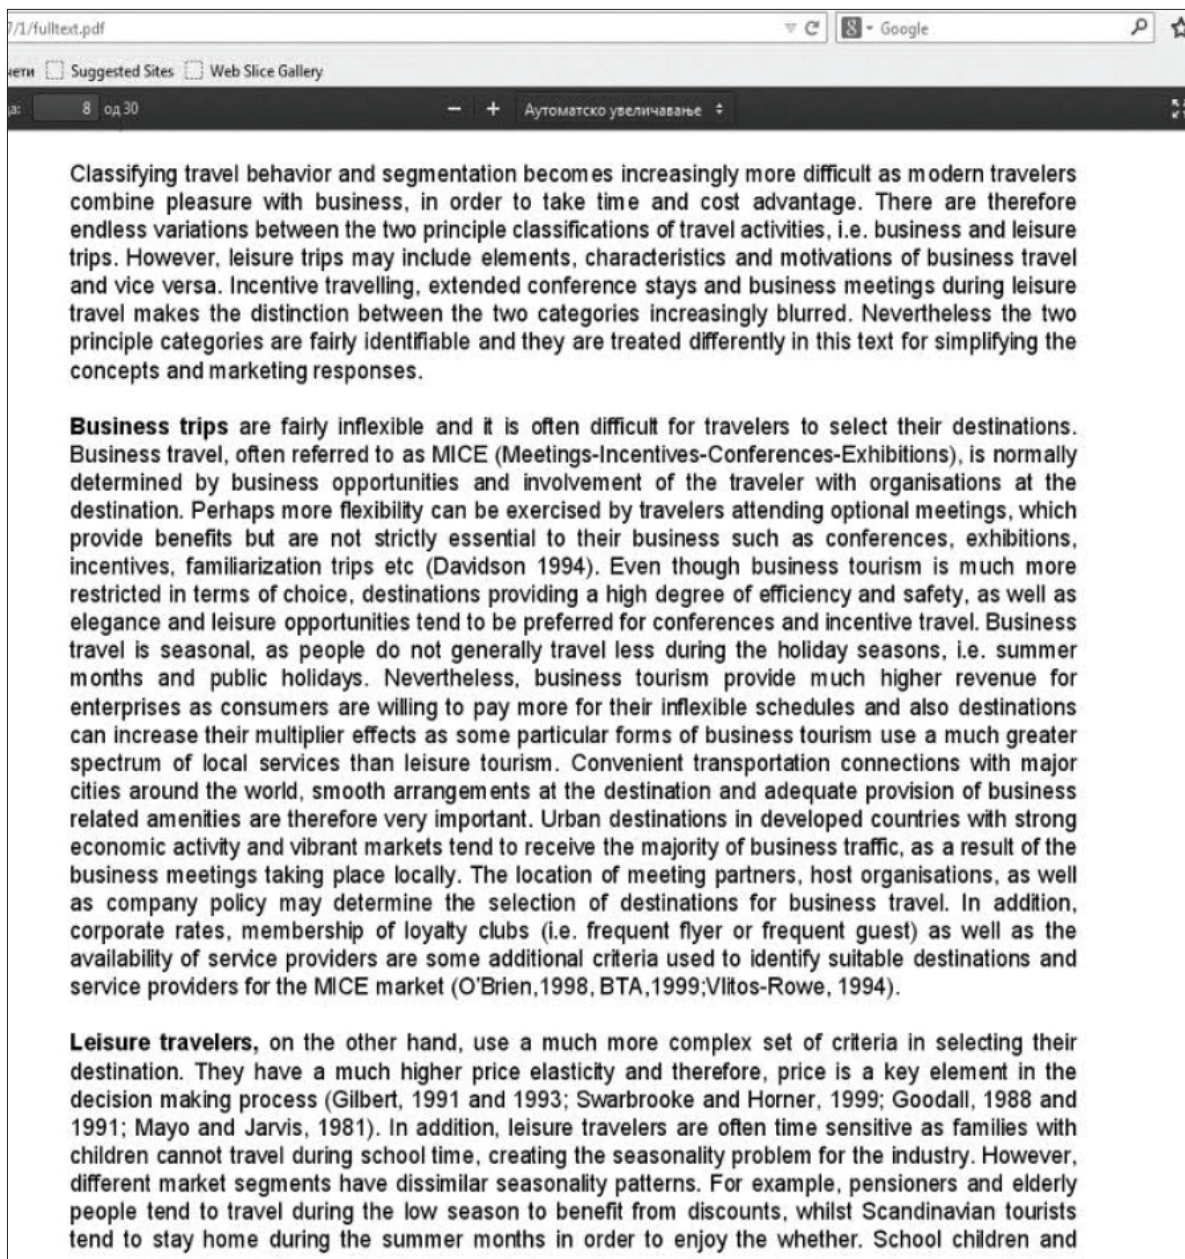 7/1/fulltext.pdf
Google
чети Suggested Sites Web Slice Gallery
ца: 8 од 30 Аутоматско увеличавање
Classifying travel behavior and segmentation becomes increasingly more difficult as modern travelers
combine pleasure with business, in order to take time and cost advantage. There are therefore
endless variations between the two principle classifications of travel activities, i.e. business and leisure
trips. However, leisure trips may include elements, characteristics and motivations of business travel
and vice versa. Incentive travelling, extended conference stays and business meetings during leisure
travel makes the distinction between the two categories increasingly blurred. Nevertheless the two
principle categories are fairly identifiable and they are treated differently in this text for simplifying the
concepts and marketing responses.
Business trips are fairly inflexible and it is often difficult for travelers to select their destinations.
Business travel, often referred to as MICE (Meetings-Incentives-Conferences-Exhibitions), is normally
determined by business opportunities and involvement of the traveler with organisations at the
destination. Perhaps more flexibility can be exercised by travelers attending optional meetings, which
provide benefits but are not strictly essential to their business such as conferences, exhibitions,
incentives, familiarization trips etc (Davidson 1994). Even though business tourism is much more
restricted in terms of choice, destinations providing a high degree of efficiency and safety, as well as
elegance and leisure opportunities tend to be preferred for conferences and incentive travel. Business
travel is seasonal, as people do not generally travel less during the holiday seasons, i.e. summer
months and public holidays. Nevertheless, business tourism provide much higher revenue for
enterprises as consumers are willing to pay more for their inflexible schedules and also destinations
can increase their multiplier effects as some particular forms of business tourism use a much greater
spectrum of local services than leisure tourism. Convenient transportation connections with major
cities around the world, smooth arrangements at the destination and adequate provision of business
related amenities are therefore very important. Urban destinations in developed countries with strong
economic activity and vibrant markets tend to receive the majority of business traffic, as a result of the
business meetings taking place locally. The location of meeting partners, host organisations, as well
as company policy may determine the selection of destinations for business travel. In addition,
corporate rates, membership of loyalty clubs (i.e. frequent flyer or frequent guest) as well as the
availability of service providers are some additional criteria used to identify suitable destinations and
service providers for the MICE market (O'Brien,1998, BTA,1999;Vlitos-Rowe, 1994).
Leisure travelers, on the other hand, use a much more complex set of criteria in selecting their
destination. They have a much higher price elasticity and therefore, price is a key element in the
decision making process (Gilbert, 1991 and 1993; Swarbrooke and Horner, 1999; Goodall, 1988 and
1991; Mayo and Jarvis, 1981). In addition, leisure travelers are often time sensitive as families with
children cannot travel during school time, creating the seasonality problem for the industry. However,
different market segments have dissimilar seasonality patterns. For example, pensioners and elderly
people tend to travel during the low season to benefit from discounts, whilst Scandinavian tourists
tend to stay home during the summer months in order to enjoy the whether. School children and